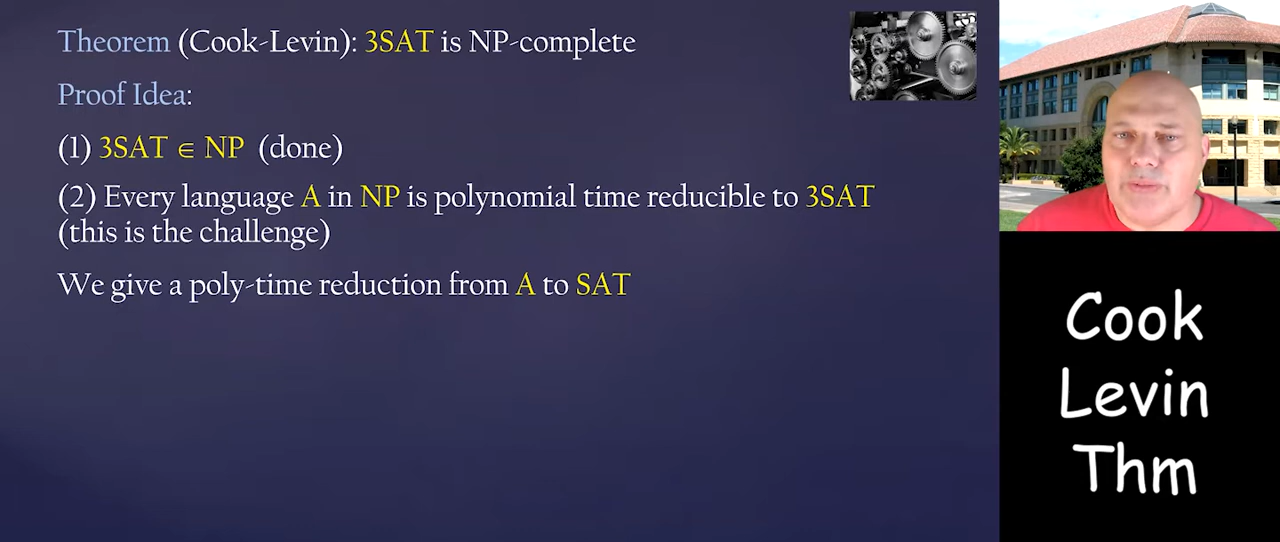 Theorem (Cook-Levin): 3SAT is NP-complete
Proof Idea:
(1) 3SAT ∈ NP (done)
(2) Every language A in NP is polynomial time reducible to 3SAT
(this is the challenge)
We give a poly-time reduction from A to SAT
Cook
Levin
Thm